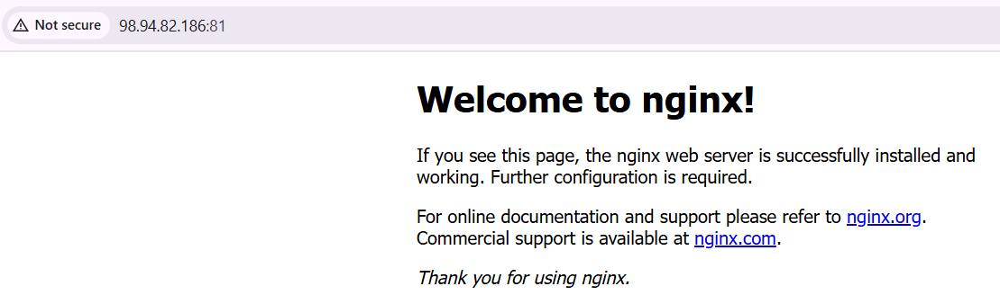 Not secure 98.94.82.186:81
Welcome to nginx!
If you see this page, the nginx web server is successfully installed and
working. Further configuration is required.
For online documentation and support please refer to nginx.org.
Commercial support is available at nginx.com.
Thank you for using nginx.